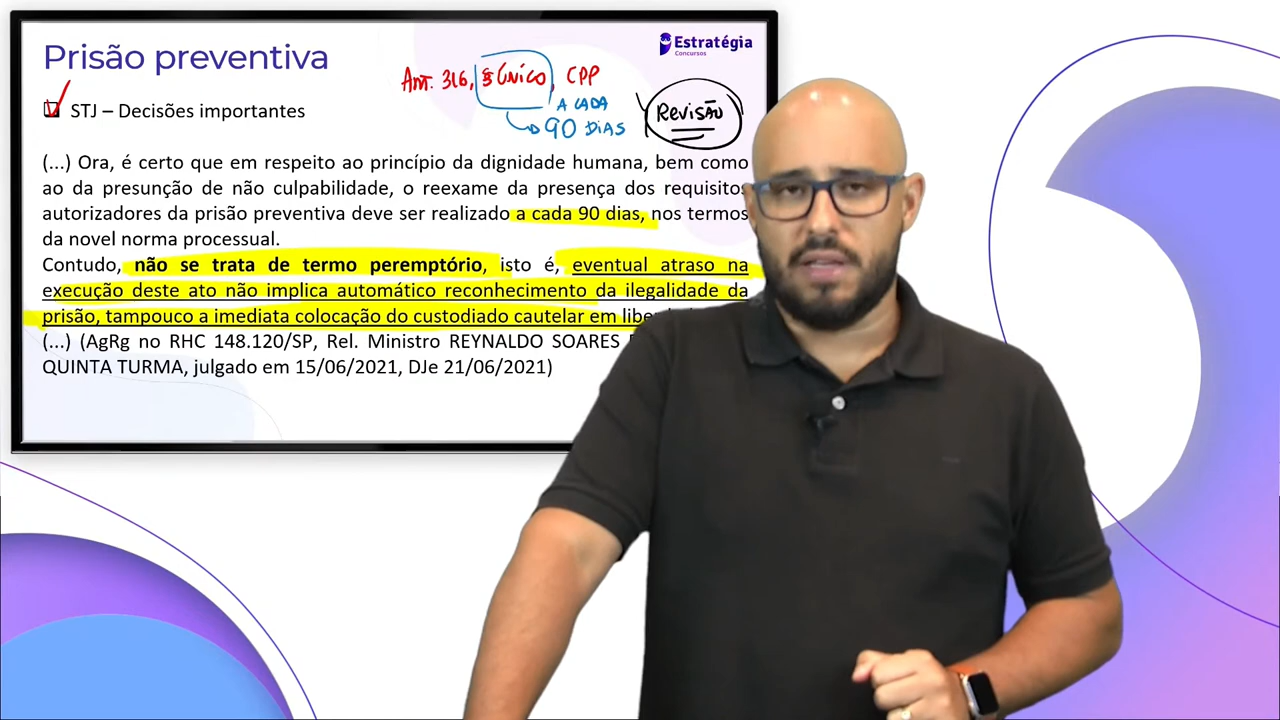 Prisão preventiva
Estratégia
Concursos
Art. 316, § único, CPP
A CADA
90 DIAS
REVISÃO
STJ – Decisões importantes
(...) Ora, é certo que em respeito ao princípio da dignidade humana, bem como
ao da presunção de não culpabilidade, o reexame da presença dos requisitos
autorizadores da prisão preventiva deve ser realizado a cada 90 dias, nos termos
da novel norma processual.
Contudo, não se trata de termo peremptório, isto é, eventual atraso na
execução deste ato não implica automático reconhecimento da ilegalidade da
prisão, tampouco a imediata colocação do custodiado cautelar em
(...) (AgRg no RHC 148.120/SP, Rel. Ministro REYNALDO SOARES
QUINTA TURMA, julgado em 15/06/2021, DJe 21/06/2021)